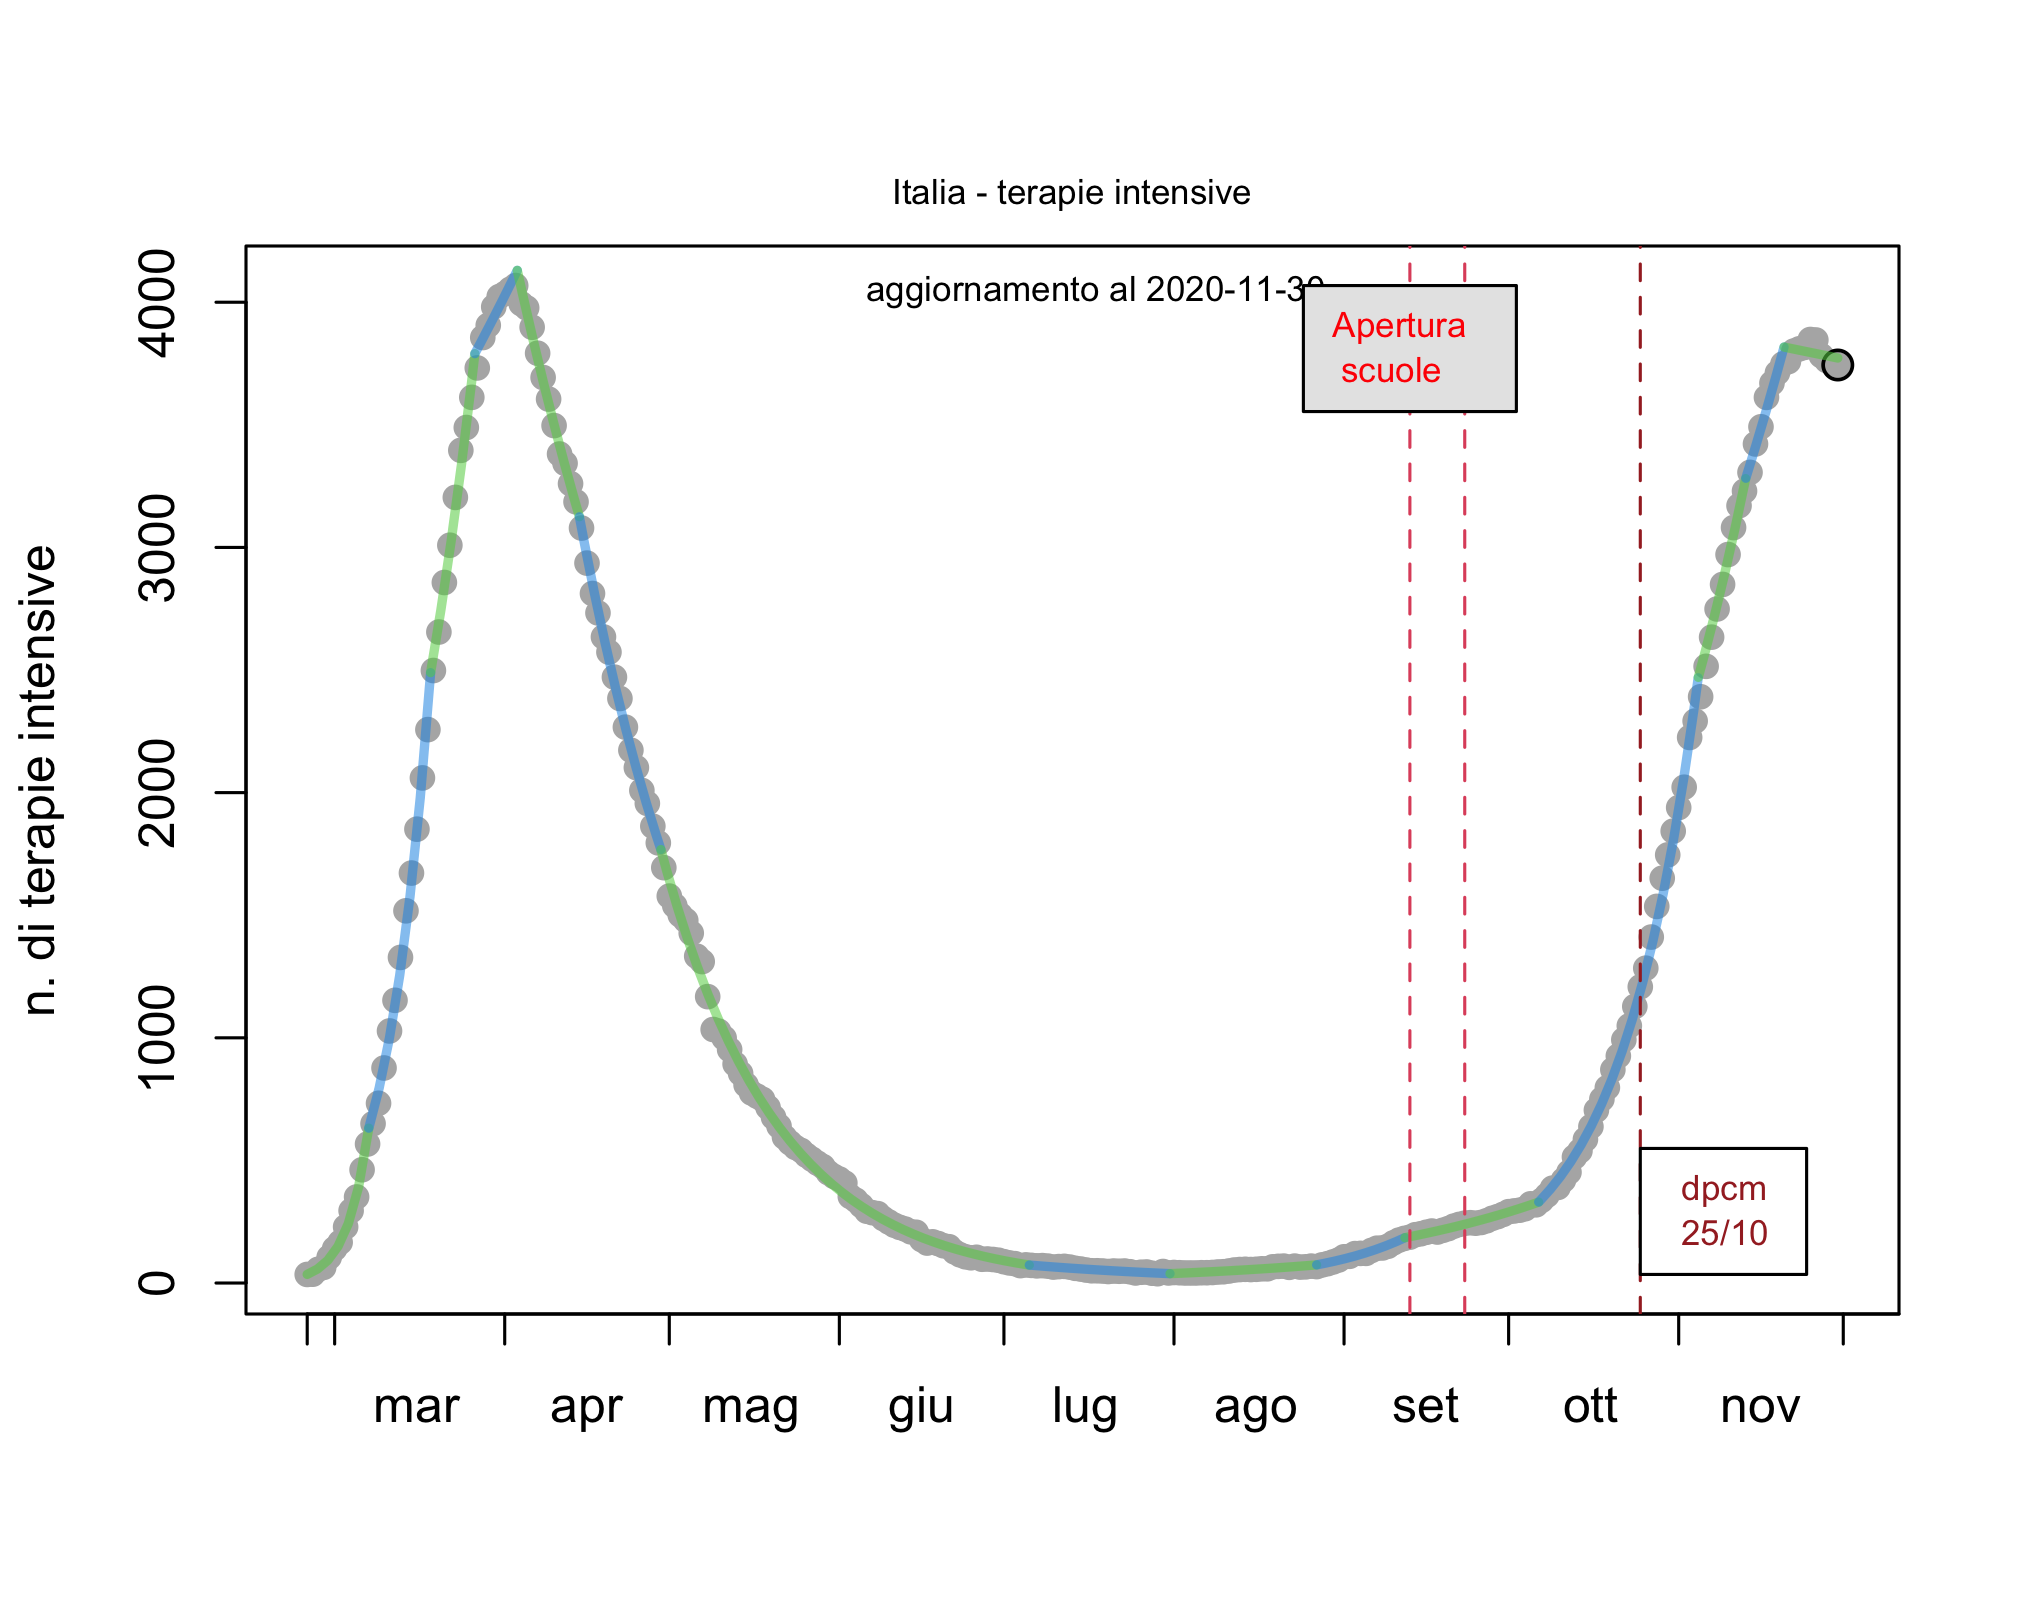 Italia - terapie intensive
aggiornamento al 2020-11-30
Apertura
scuole
n. di terapie intensive
4000
3000
2000
1000
0
dpcm
25/10
mar apr mag giu lug ago set ott nov